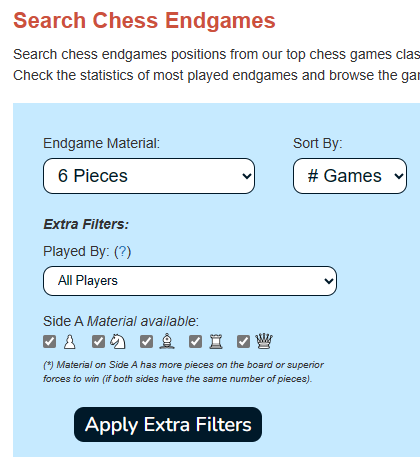 Search Chess Endgames
Search chess endgames positions from our top chess games clas
Check the statistics of most played endgames and browse the gar
Endgame Material: Sort By:
6 Pieces # Games
Extra Filters:
Played By: (?)
All Players
Side A Material available:
(*) Material on Side A has more pieces on the board or superior
forces to win (if both sides have the same number of pieces).
Apply Extra Filters